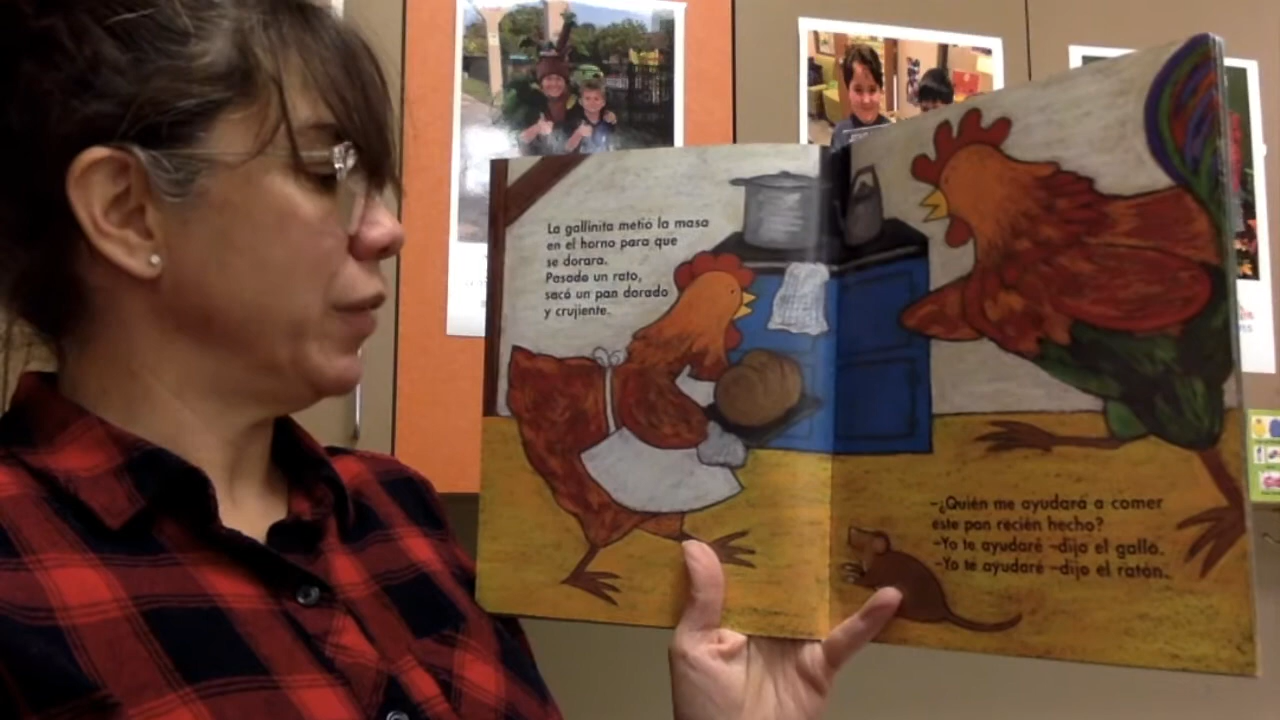 La gallinita metió la masa
en el horno para que
se dorara.
Pasado un rato,
sacó un pan dorado
y crujiente.
-¿Quién me ayudará a comer
este pan recién hecho?
-Yo te ayudaré -dijo el gallo.
-Yo te ayudaré -dijo el ratón.